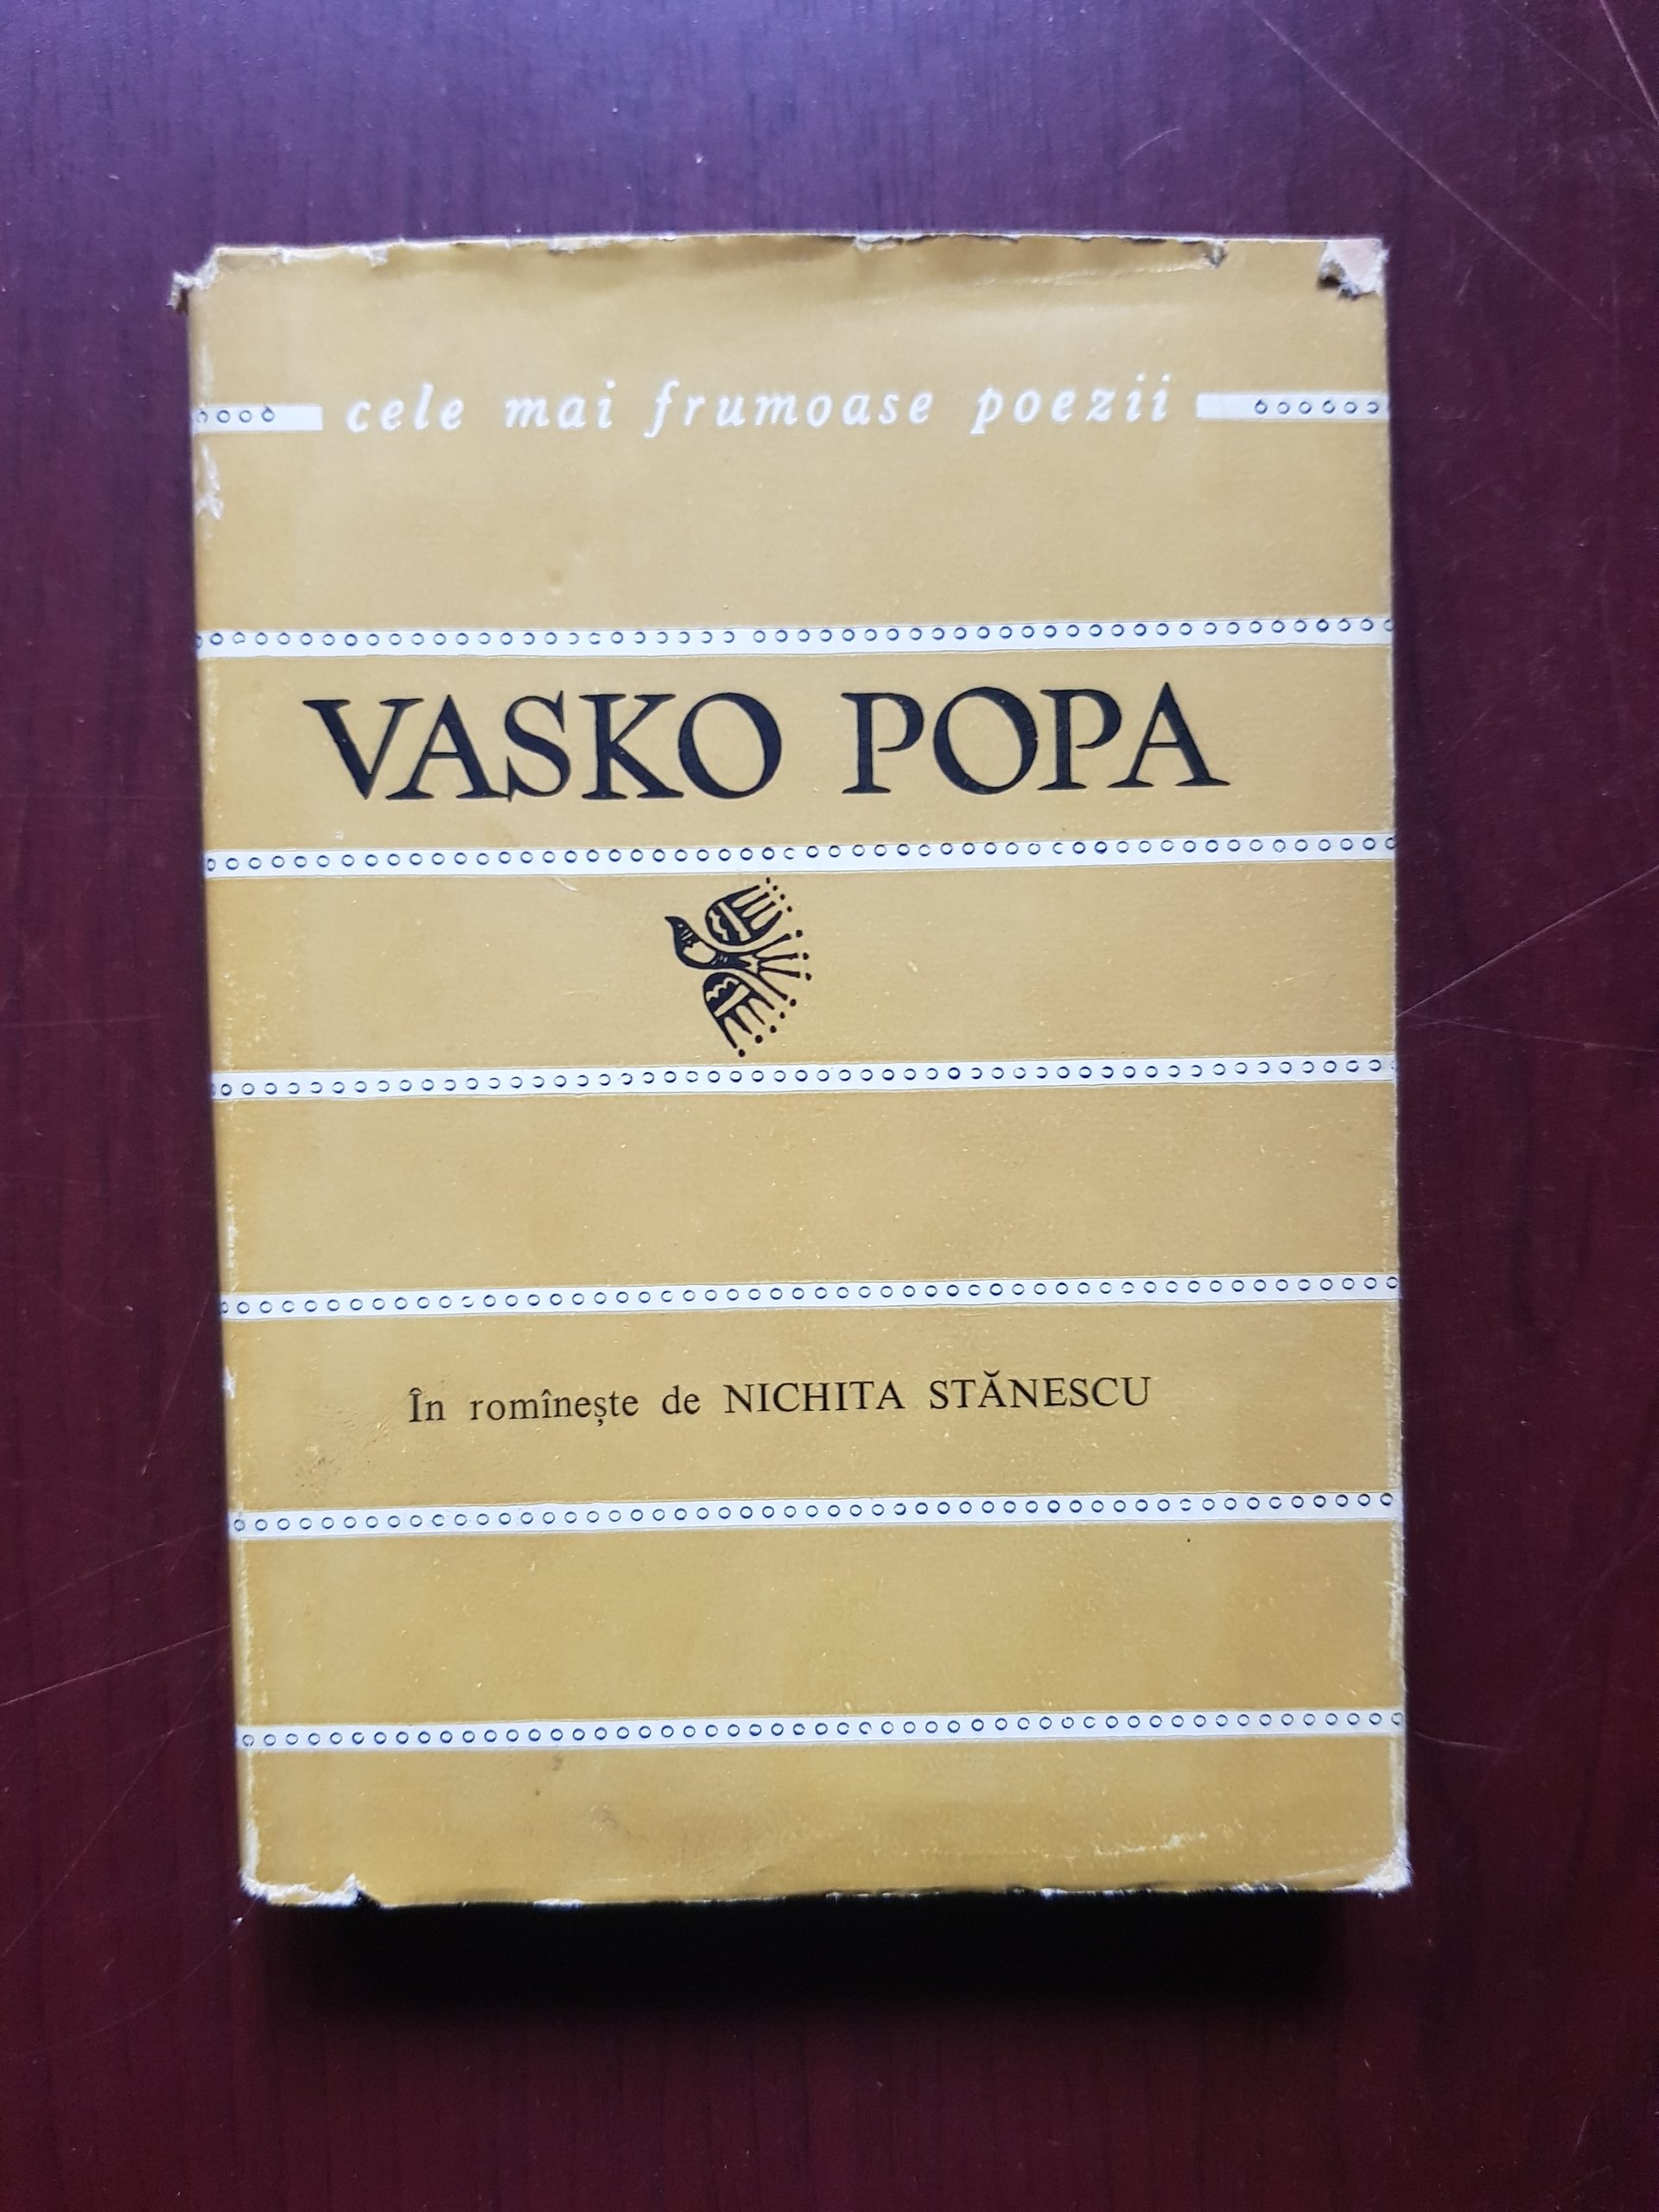 cele mai frumoase poezii
VASKO POPA
În romînește de NICHITA STĂNESCU